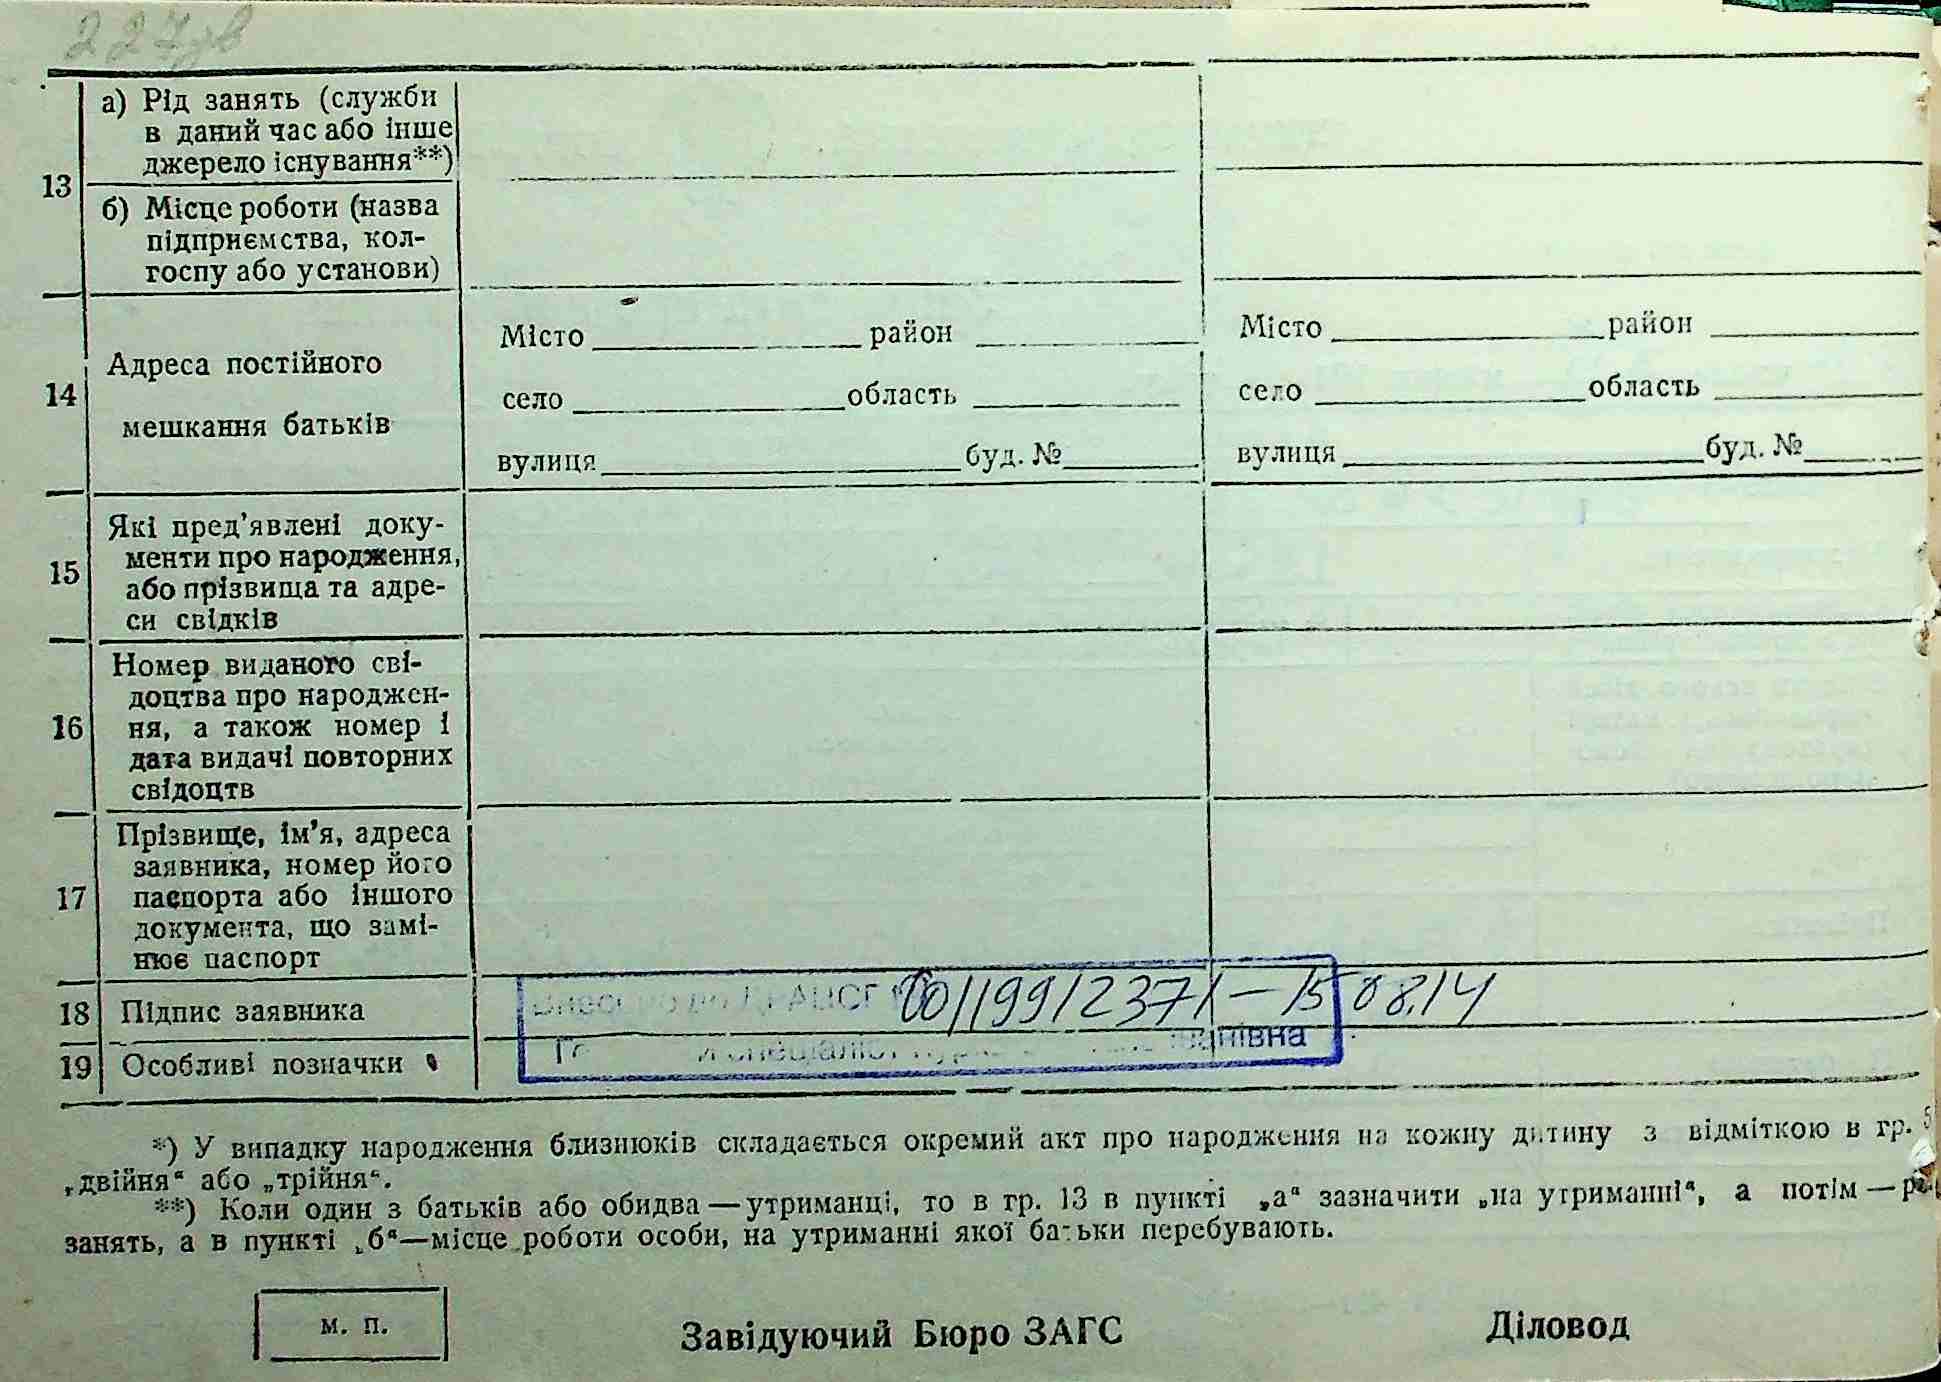 227зв
13
а) Рід занять (служби
в даний час або інше
джерело існування**)
б) Місце роботи (назва
підприємства, кол-
госпу або установи)
14
Адреса постійного
мешкання батьків
Місто район
село область
вулиця буд. №
Місто район
село область
вулиця буд. №
15
Які пред'явлені доку-
менти про народження,
або прізвища та адре-
си свідків
16
Номер виданого сві-
доцтва про народжен-
ня, а також номер і
дата видачі повторних
свідоцтв
17
Прізвище, ім'я, адреса
заявника, номер його
паспорта або іншого
документа, що замі-
нює паспорт
18 Підпис заявника
ДРАЦСГ № 00119912371 – 15.08.14
19 Особливі позначки
*) У випадку народження близнюків складається окремий акт про народження на кожну дитину з відміткою в гр. 5
„двійня“ або „трійня“.
**) Коли один з батьків або обидва — утриманці, то в гр. 13 в пункті „а“ зазначити „на утриманні“, а потім — рід
занять, а в пункті „б“—місце роботи особи, на утриманні якої батьки перебувають.
м. п.
Завідуючий Бюро ЗАГС
Діловод